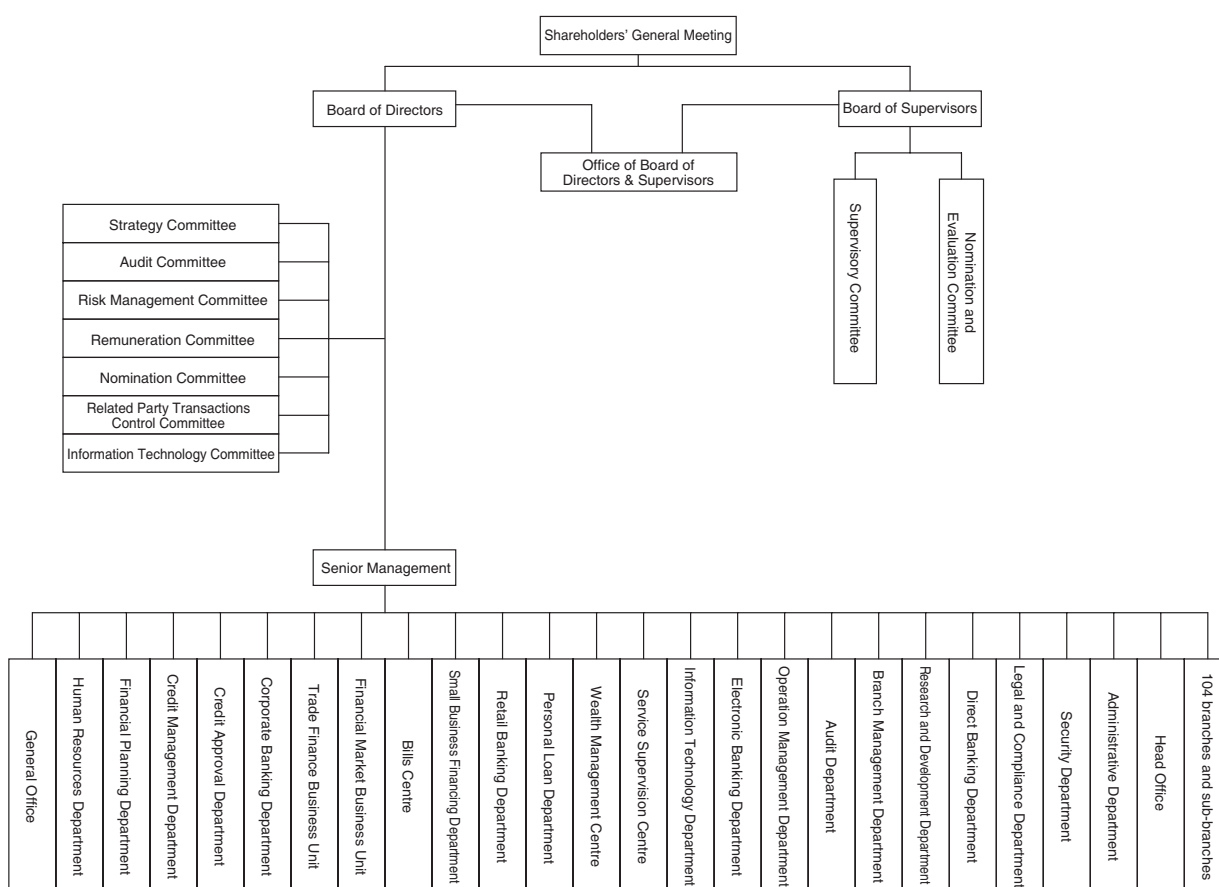 Shareholders' General Meeting
Board of Directors
Board of Supervisors
Office of Board of
Directors & Supervisors
Supervisory Committee
Nomination and
Evaluation Committee
Strategy Committee
Audit Committee
Risk Management Committee
Remuneration Committee
Nomination Committee
Related Party Transactions
Control Committee
Information Technology Committee
Senior Management
General Office
Human Resources Department
Financial Planning Department
Credit Management Department
Credit Approval Department
Corporate Banking Department
Trade Finance Business Unit
Financial Market Business Unit
Bills Centre
Small Business Financing Department
Retail Banking Department
Personal Loan Department
Wealth Management Centre
Service Supervision Centre
Information Technology Department
Electronic Banking Department
Operation Management Department
Audit Department
Branch Management Department
Research and Development Department
Direct Banking Department
Legal and Compliance Department
Security Department
Administrative Department
Head Office
104 branches and sub-branches